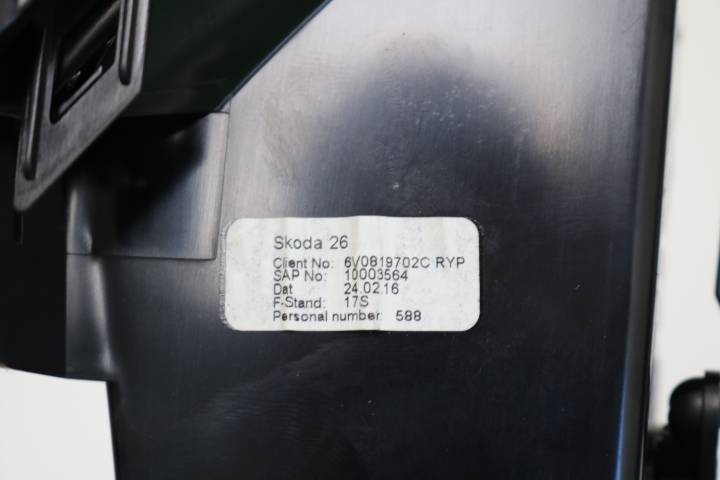 Skoda 26
Client No: 6V0819702C RYP
SAP No: 10003564
Dat 24.02.16
F-Stand: 17S
Personal number: 588